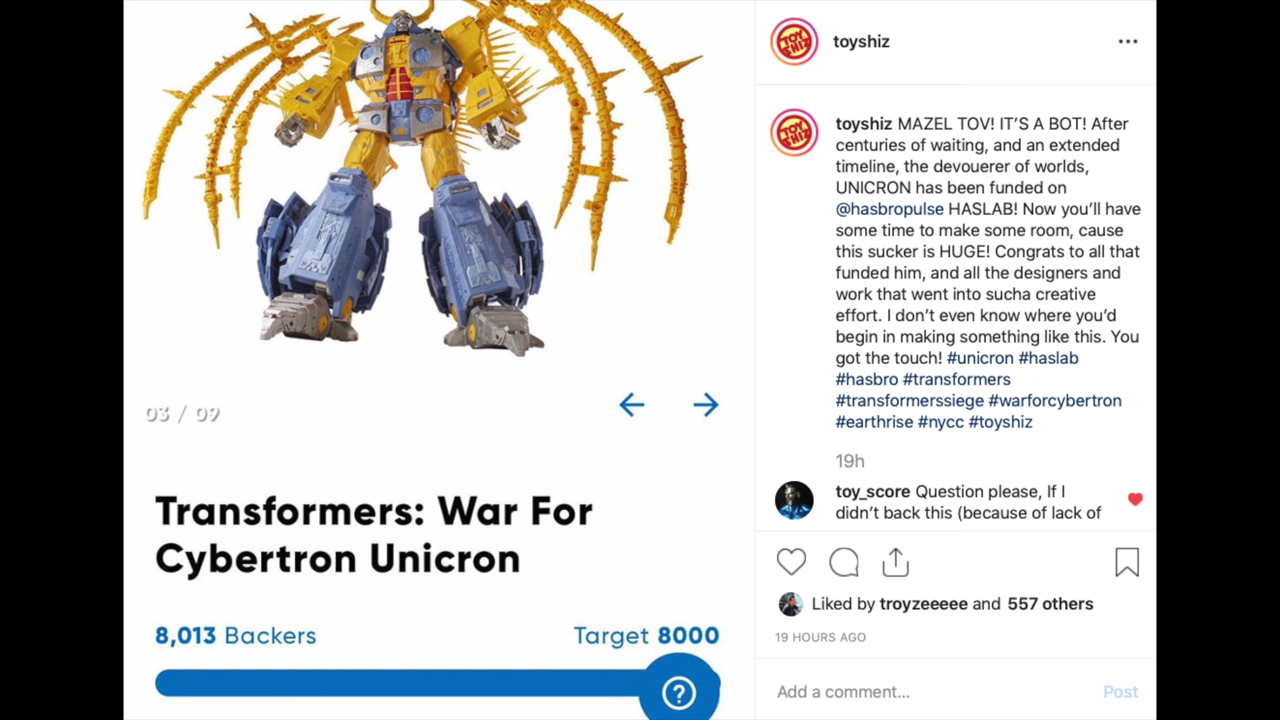 03 / 09
Transformers: War For
Cybertron Unicron
8,013 Backers
Target 8000
?
TOY
SHIZ
toyshiz
TOY
SHIZ
toyshiz MAZEL TOV! IT’S A BOT! After
centuries of waiting, and an extended
timeline, the devouerer of worlds,
UNICRON has been funded on
@hasbropulse HASLAB! Now you’ll have
some time to make some room, cause
this sucker is HUGE! Congrats to all that
funded him, and all the designers and
work that went into sucha creative
effort. I don’t even know where you’d
begin in making something like this. You
got the touch! #unicron #haslab
#hasbro #transformers
#transformerssiege #warforcybertron
#earthrise #nycc #toyshiz
19h
toy_score Question please, If I
didn’t back this (because of lack of
Liked by troyzeeeee and 557 others
19 HOURS AGO
Add a comment...
Post